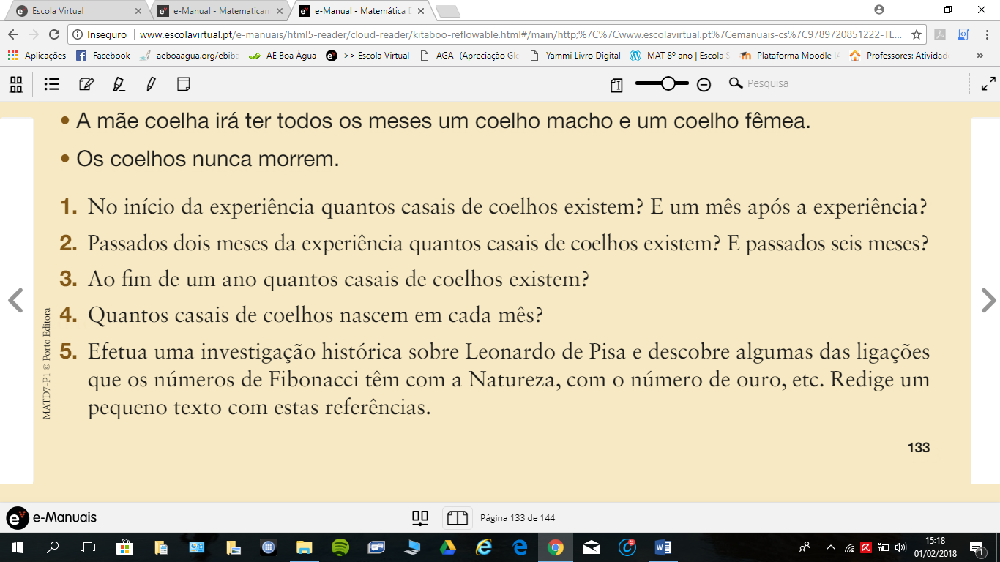 Escola Virtual
e-Manual - Matematican
e-Manual - Matemática D
Inseguro
www.escolavirtual.pt/e-manuais/html5-reader/cloud-reader/kitaboo-reflowable.html#/main/http;%7C%7Cwww.escolavirtual.pt%7Cemanuais-cs%7C9789720851222-TE...
Aplicações
Facebook
aeboaagua.org/ebiba
AE Boa Água
>> Escola Virtual
AGA- (Apreciação Glo
Yammi Livro Digital
MAT 8º ano | Escola S
Plataforma Moodle
Professores: Atividad
»
Pesquisa
• A mãe coelha irá ter todos os meses um coelho macho e um coelho fêmea.
• Os coelhos nunca morrem.
1. No início da experiência quantos casais de coelhos existem? E um mês após a experiência?
2. Passados dois meses da experiência quantos casais de coelhos existem? E passados seis meses?
3. Ao fim de um ano quantos casais de coelhos existem?
4. Quantos casais de coelhos nascem em cada mês?
5. Efetua uma investigação histórica sobre Leonardo de Pisa e descobre algumas das ligações
que os números de Fibonacci têm com a Natureza, com o número de ouro, etc. Redige um
pequeno texto com estas referências.
MATD7-P1 © Porto Editora
133
e-Manuais
Página 133 de 144
15:18
01/02/2018
1